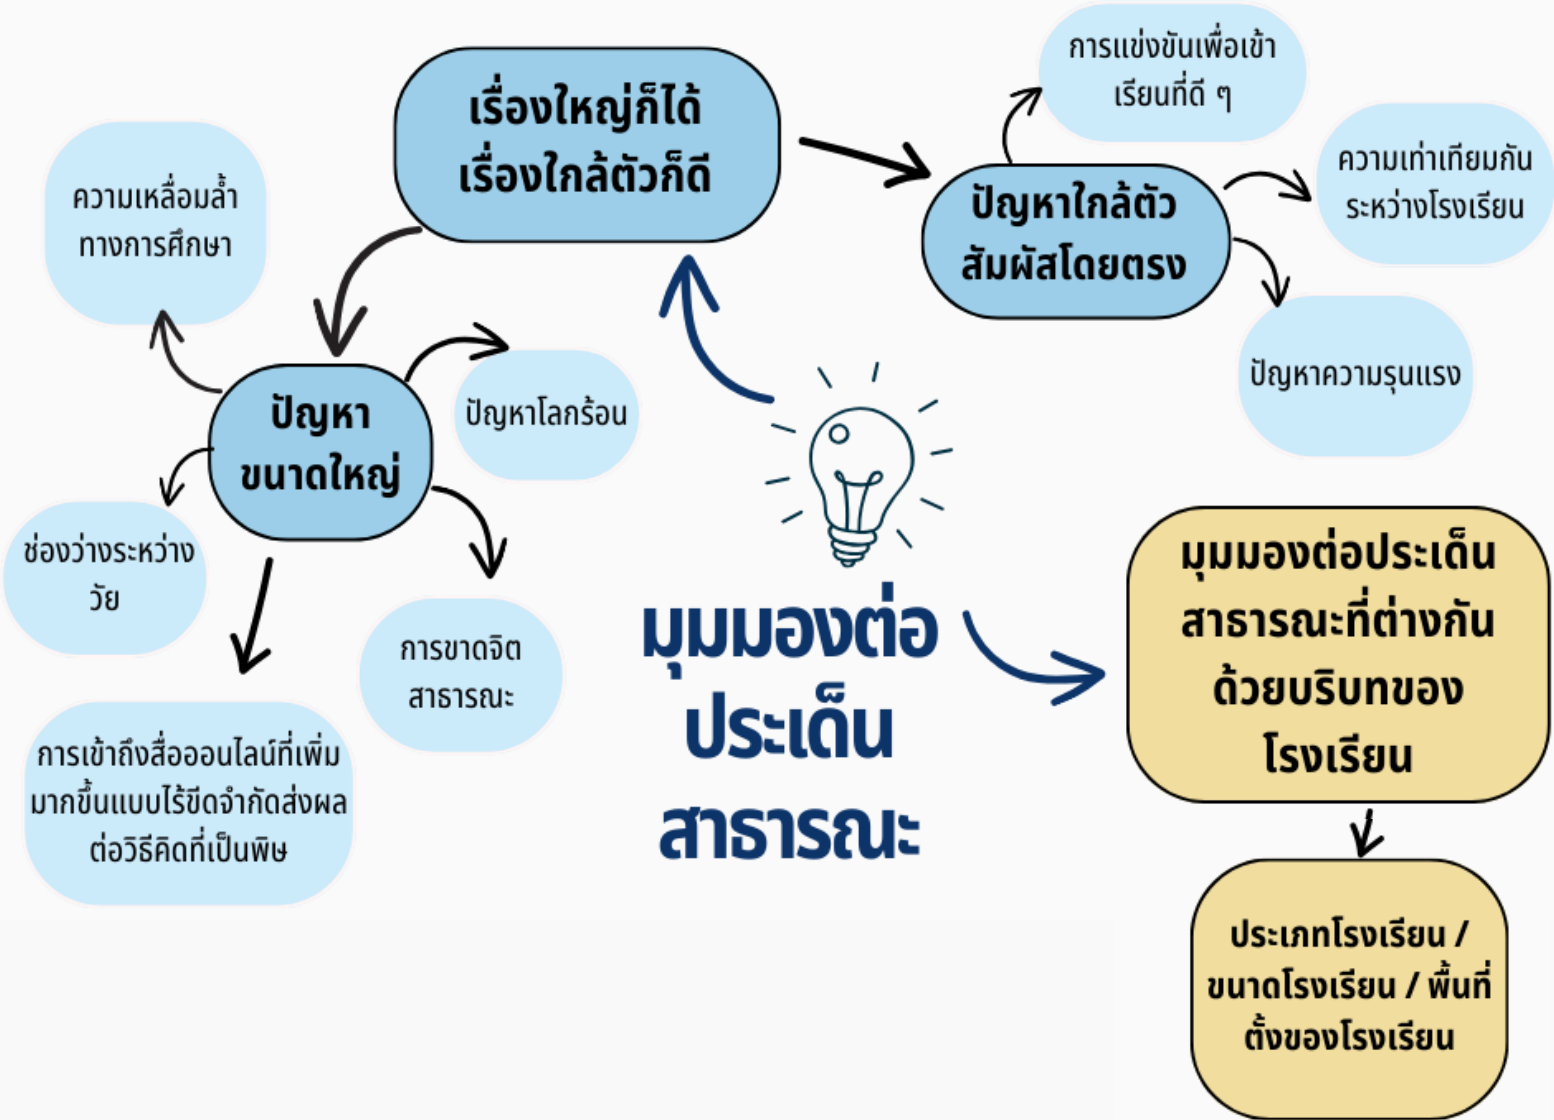 เรื่องใหญ่ก็ได้
เรื่องใกล้ตัวก็ดี
การแข่งขันเพื่อเข้า
เรียนที่ดี ๆ
ความเท่าเทียมกัน
ระหว่างโรงเรียน
ปัญหาใกล้ตัว
สัมผัสโดยตรง
ปัญหาความรุนแรง
ความเหลื่อมล้ำ
ทางการศึกษา
ปัญหา
ขนาดใหญ่
ปัญหาโลกร้อน
ช่องว่างระหว่าง
วัย
การขาดจิต
สาธารณะ
การเข้าถึงสื่อออนไลน์ที่เพิ่ม
มากขึ้นแบบไร้ขีดจำกัดส่งผล
ต่อวิธีคิดที่เป็นพิษ
มุมมองต่อ
ประเด็น
สาธารณะ
มุมมองต่อประเด็น
สาธารณะที่ต่างกัน
ด้วยบริบทของ
โรงเรียน
ประเภทโรงเรียน /
ขนาดโรงเรียน / พื้นที่
ตั้งของโรงเรียน